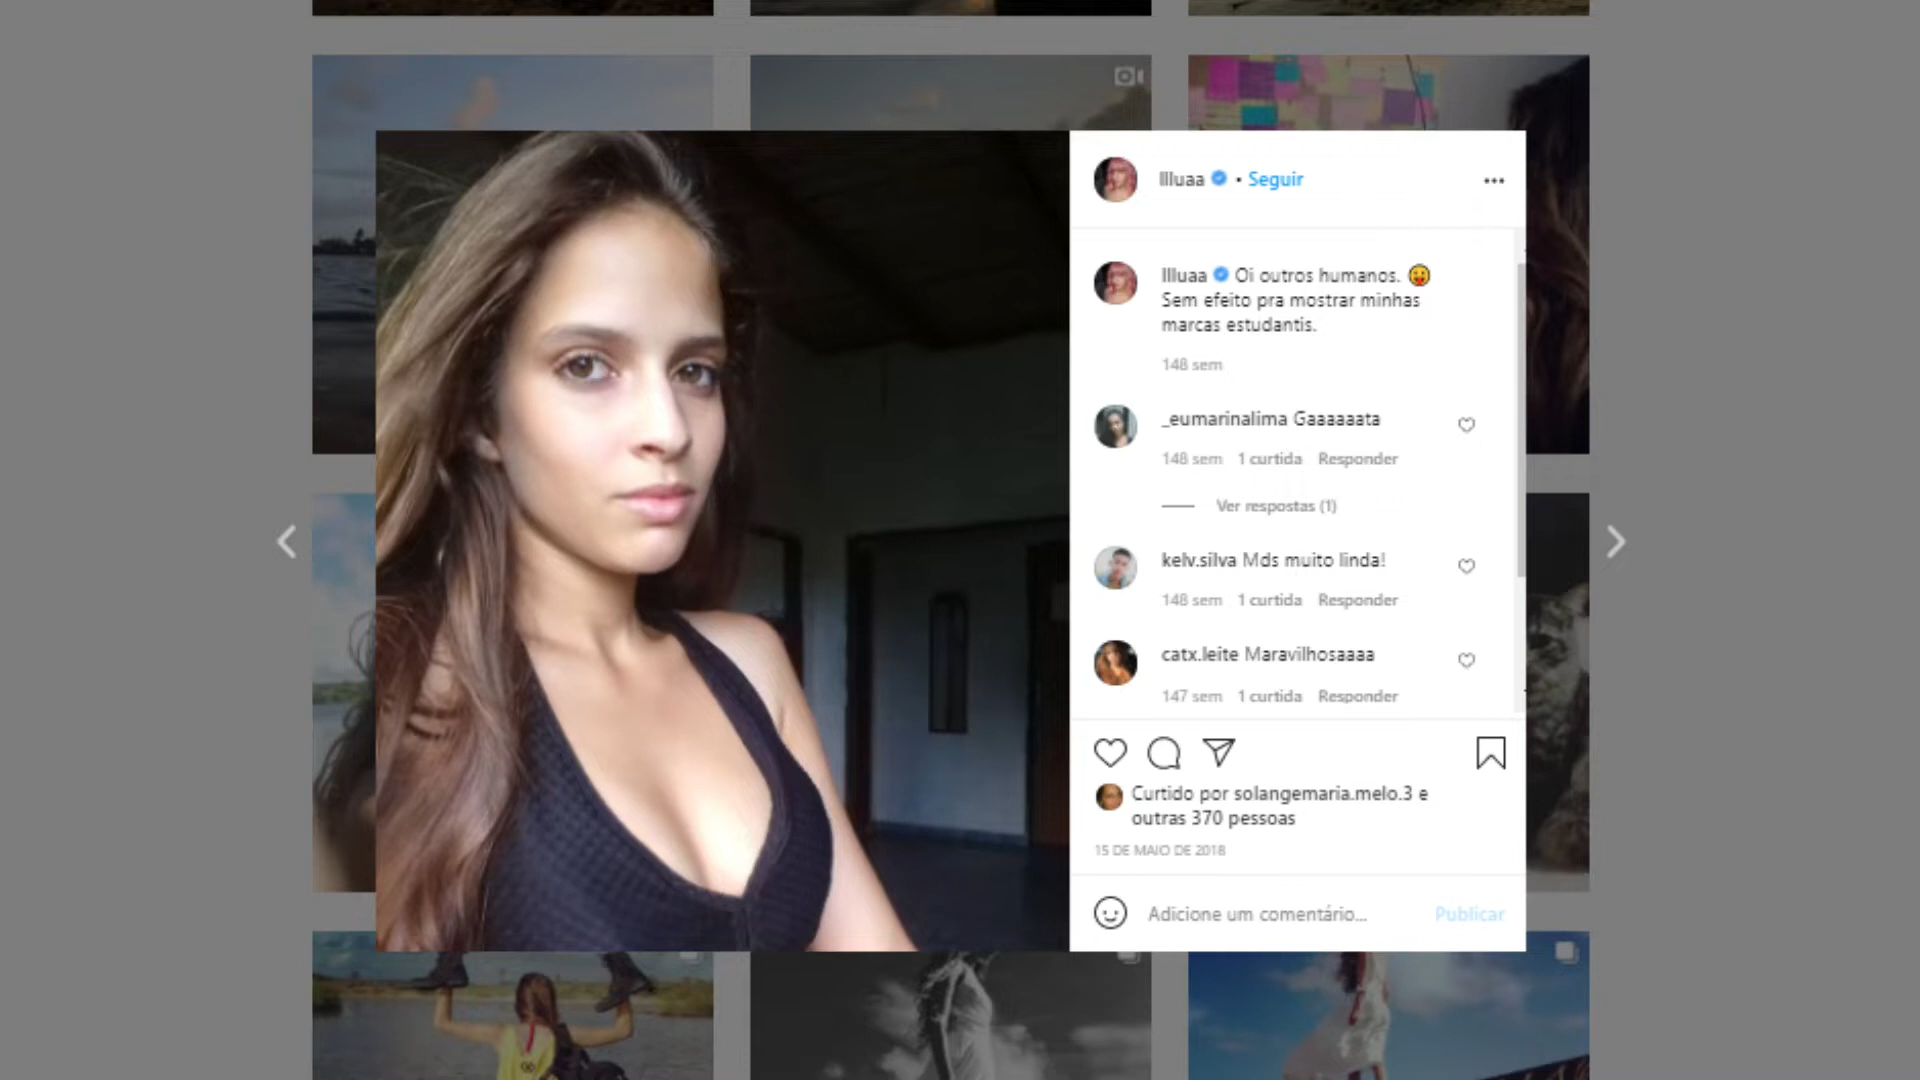 llluaa • Seguir
llluaa Oi outros humanos. 😛
Sem efeito pra mostrar minhas
marcas estudantis.
148 sem
_eumarinalima Gaaaaaata
148 sem 1 curtida Responder
Ver respostas (1)
kelv.silva Mds muito linda!
148 sem 1 curtida Responder
catx.leite Maravilhosaaaa
147 sem 1 curtida Responder
Curtido por solangemaria.melo.3 e
outras 370 pessoas
15 DE MAIO DE 2018
Adicione um comentário... Publicar